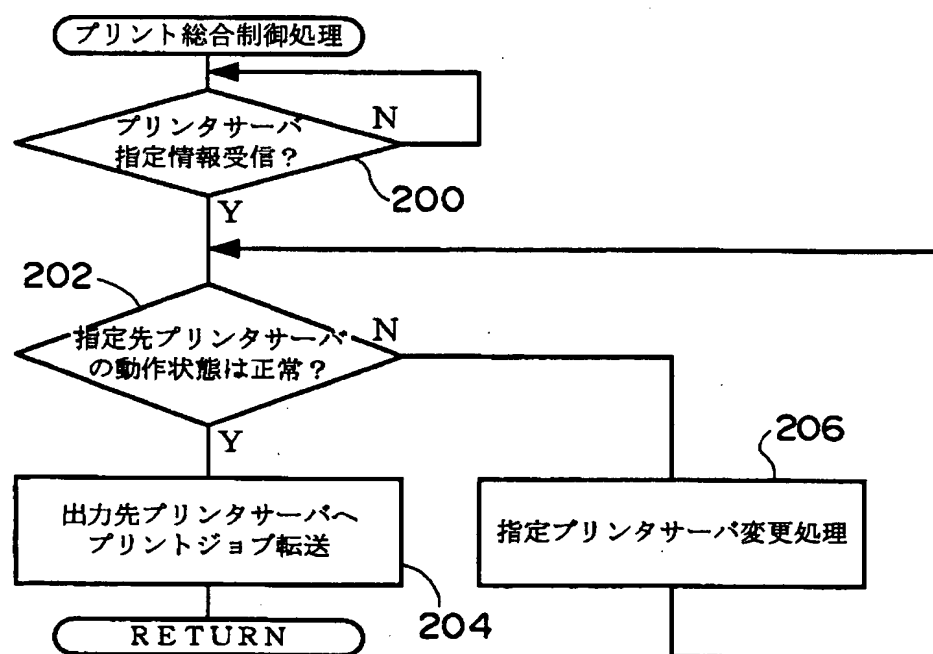 プリント総合制御処理
プリンタサーバ
指定情報受信？
N
200
Y
202
指定先プリンタサーバ
の動作状態は正常？
N
Y
206
出力先プリンタサーバへ
プリントジョブ転送
指定プリンタサーバ変更処理
204
RETURN